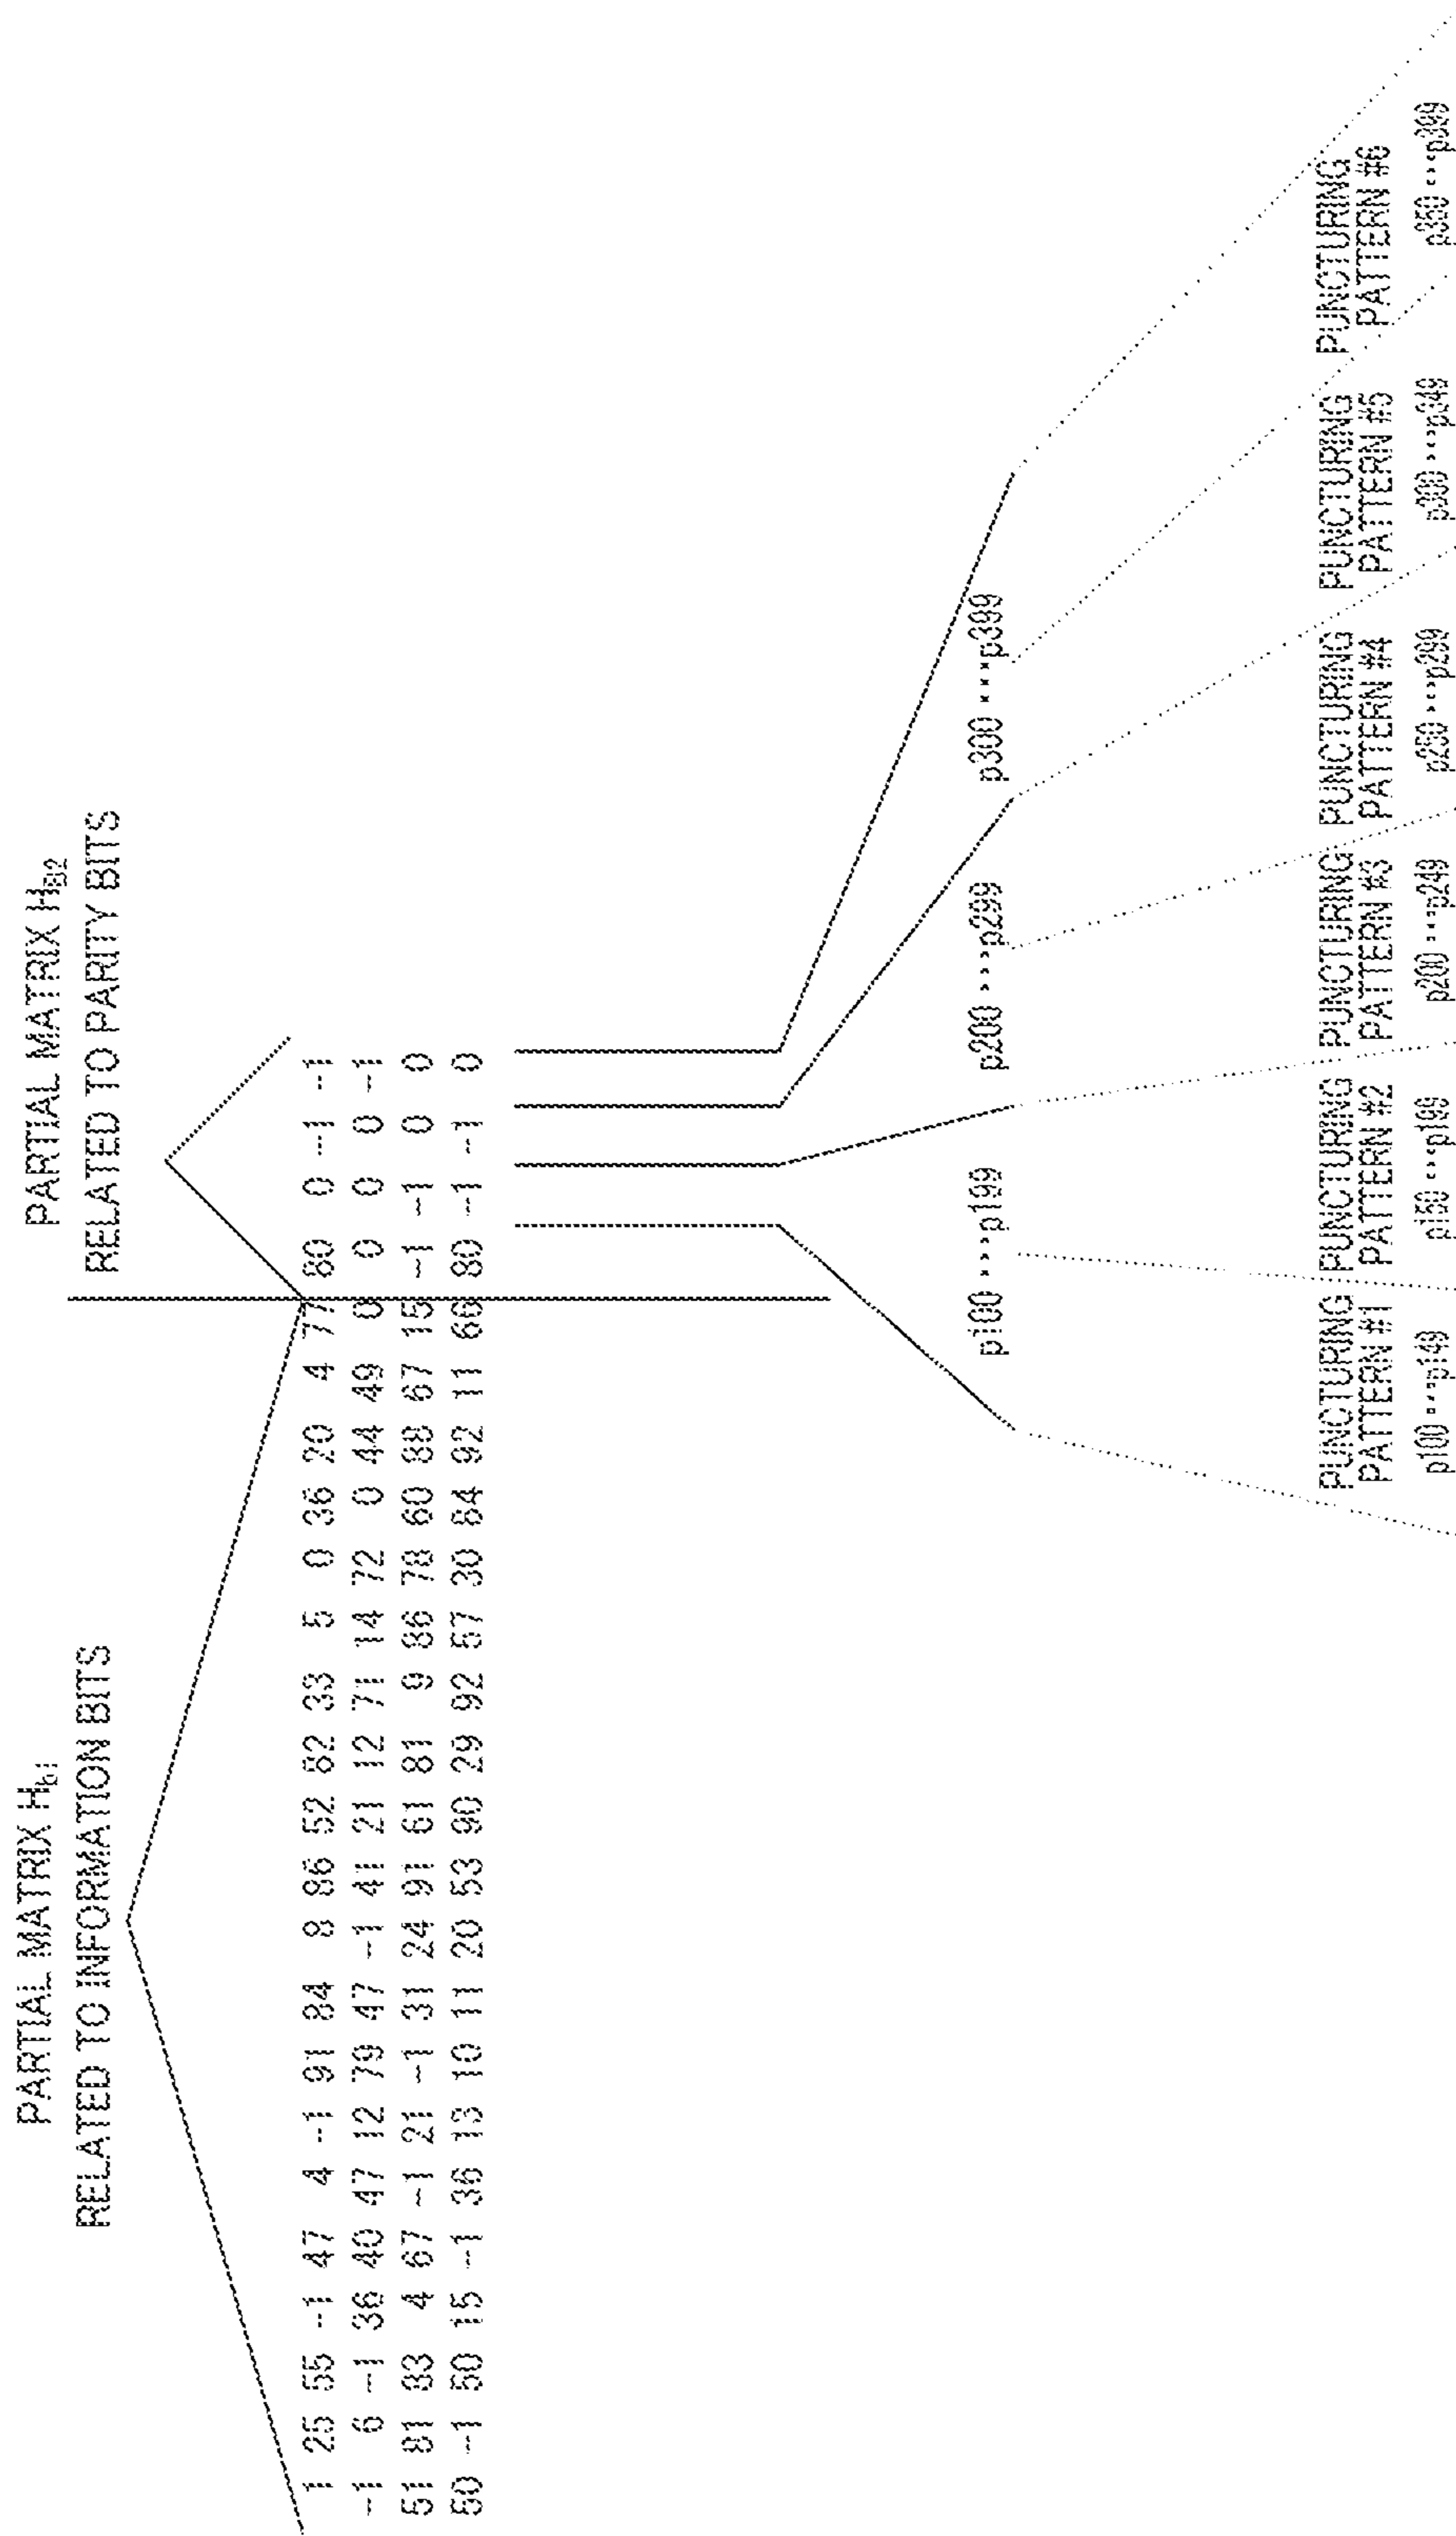 PARTIAL MATRIX Hb1
RELATED TO INFORMATION BITS
PARTIAL MATRIX HB2
RELATED TO PARITY BITS
1 25 55 -1 47 4 -1 91 84 8 86 52 82 33 5 0 36 20 4 77 80 0 -1 -1
-1 6 -1 36 40 47 12 79 47 -1 41 21 12 71 14 72 0 44 49 0 0 0 0 -1
51 81 83 4 67 -1 21 -1 31 24 91 61 81 9 86 78 60 88 67 15 -1 -1 0 0
50 -1 50 15 -1 36 13 10 11 20 53 90 29 92 57 30 84 92 11 66 80 -1 -1 0
p100 ··· p199
p200 ··· p299
p300 ··· p399
PUNCTURING
PATTERN #1
PUNCTURING
PATTERN #2
PUNCTURING
PATTERN #3
PUNCTURING
PATTERN #4
PUNCTURING
PATTERN #5
PUNCTURING
PATTERN #6
p100 ··· p149
p150 ··· p199
p200 ··· p249
p250 ··· p299
p300 ··· p349
p350 ··· p399